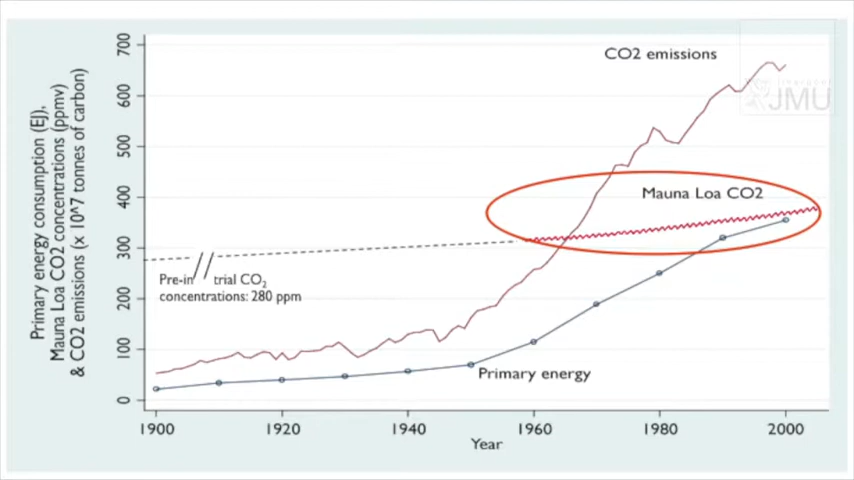 700
600
500
400
300
200
100
0
Primary energy consumption (EJ),
Mauna Loa CO2 concentrations (ppmv)
& CO2 emissions (x 10^7 tonnes of carbon)
CO2 emissions
JMU
Mauna Loa CO2
Pre-in trial CO₂
concentrations: 280 ppm
Primary energy
1900 1920 1940 1960 1980 2000
Year